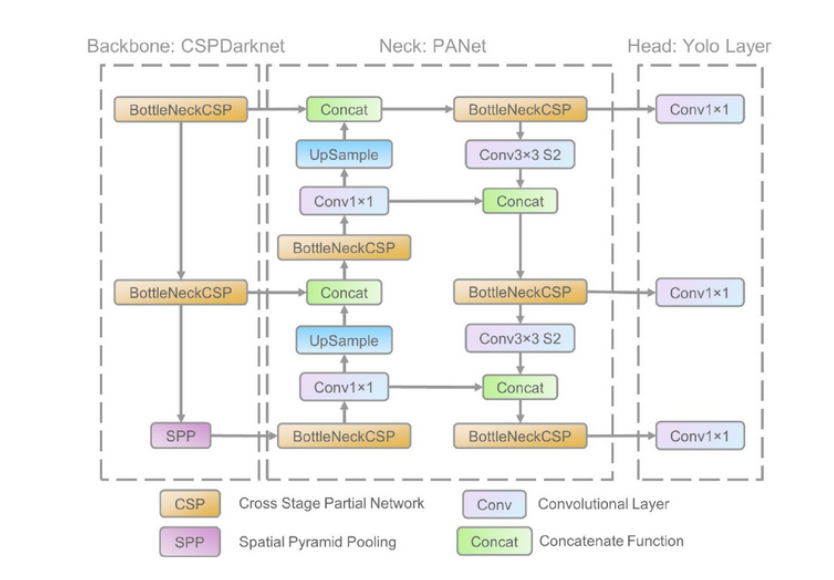 Backbone: CSPDarknet
Neck: PANet
Head: Yolo Layer
BottleNeckCSP
Concat
BottleNeckCSP
Conv1×1
UpSample
Conv3×3 S2
Conv1×1
Concat
BottleNeckCSP
BottleNeckCSP
Concat
BottleNeckCSP
Conv1×1
UpSample
Conv3×3 S2
Conv1×1
Concat
SPP
BottleNeckCSP
BottleNeckCSP
Conv1×1
CSP
Cross Stage Partial Network
Conv
Convolutional Layer
SPP
Spatial Pyramid Pooling
Concat
Concatenate Function